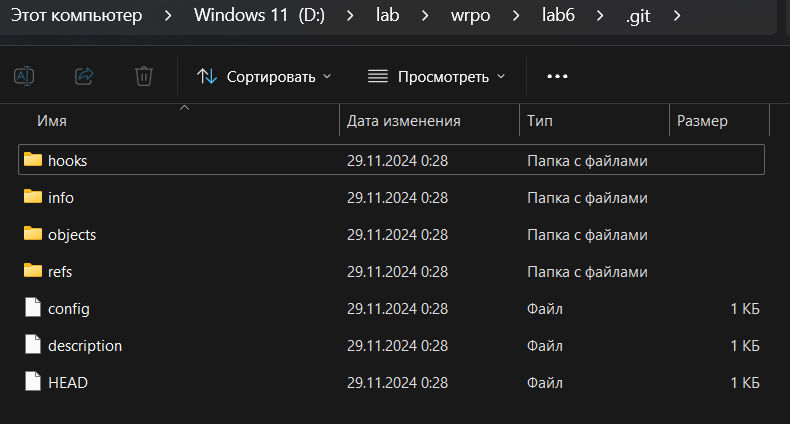 Этот компьютер > Windows 11 (D:) > lab > wrpo > lab6 > .git >
Сортировать Просмотреть
Имя Дата изменения Тип Размер
hooks 29.11.2024 0:28 Папка с файлами
info 29.11.2024 0:28 Папка с файлами
objects 29.11.2024 0:28 Папка с файлами
refs 29.11.2024 0:28 Папка с файлами
config 29.11.2024 0:28 Файл 1 КБ
description 29.11.2024 0:28 Файл 1 КБ
HEAD 29.11.2024 0:28 Файл 1 КБ